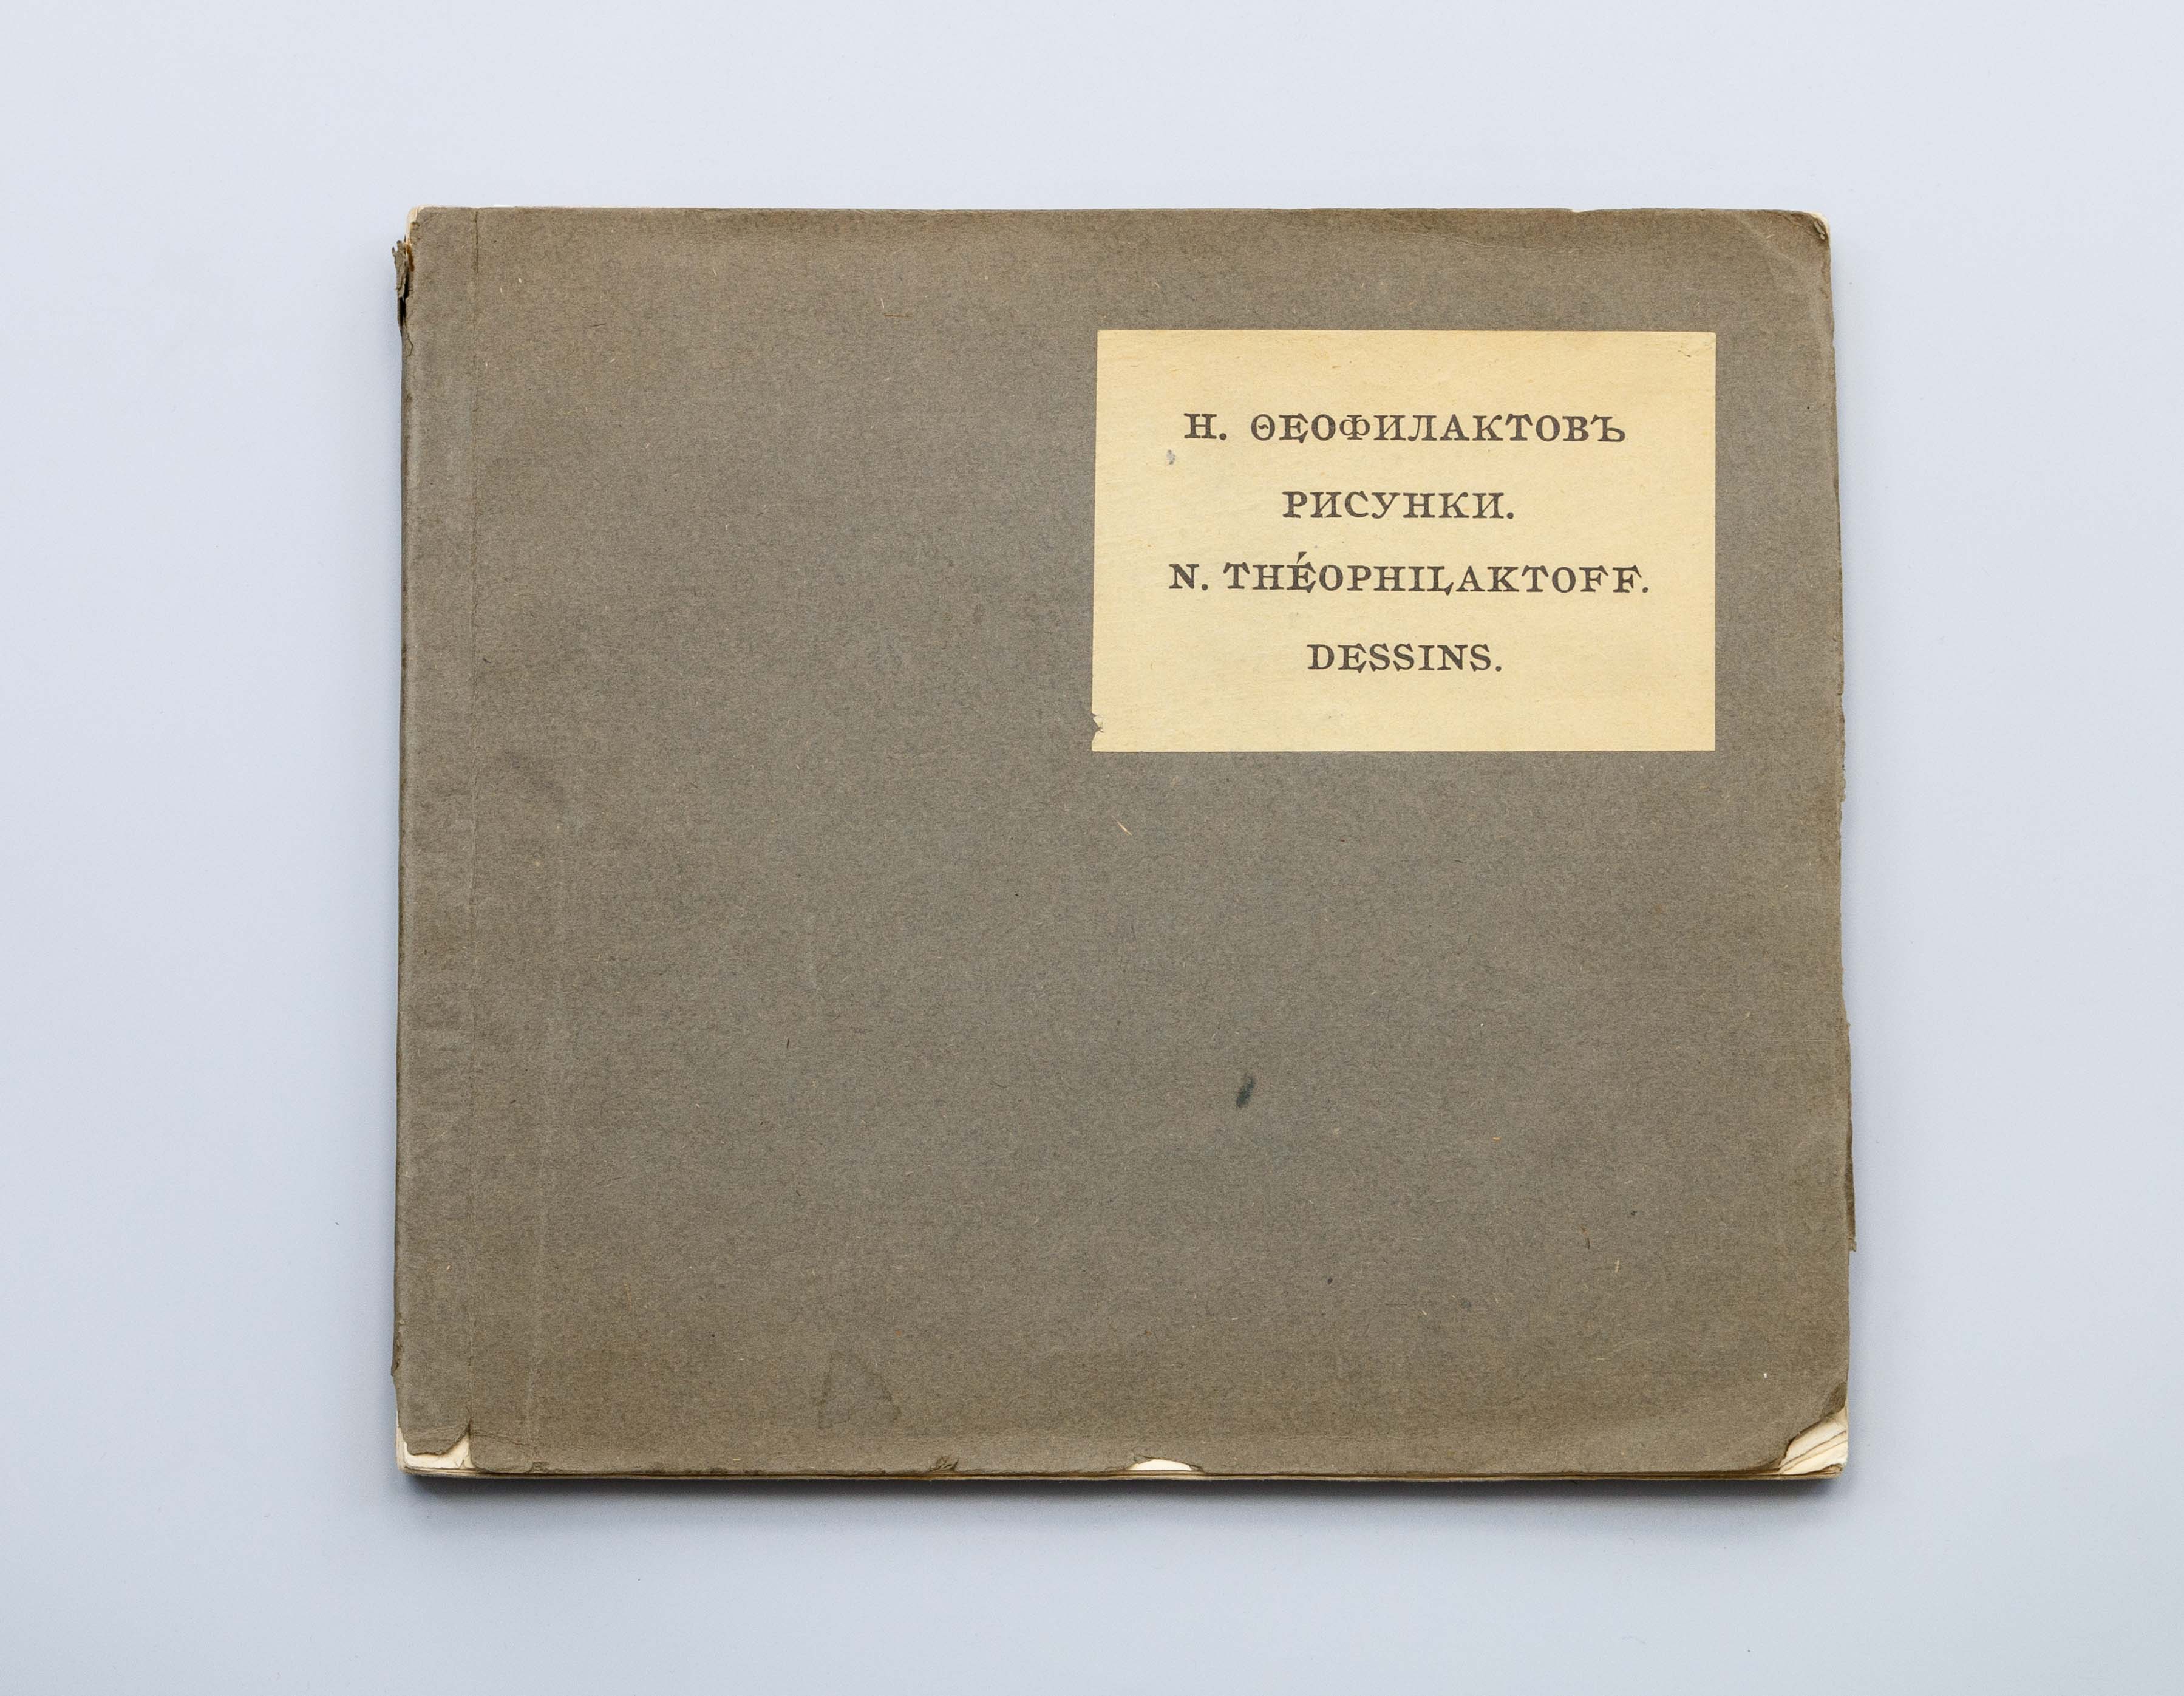 Н. ѲЕОФИЛАКТОВЪ
РИСУНКИ.
N. THÉOPHILAKTOFF.
DESSINS.